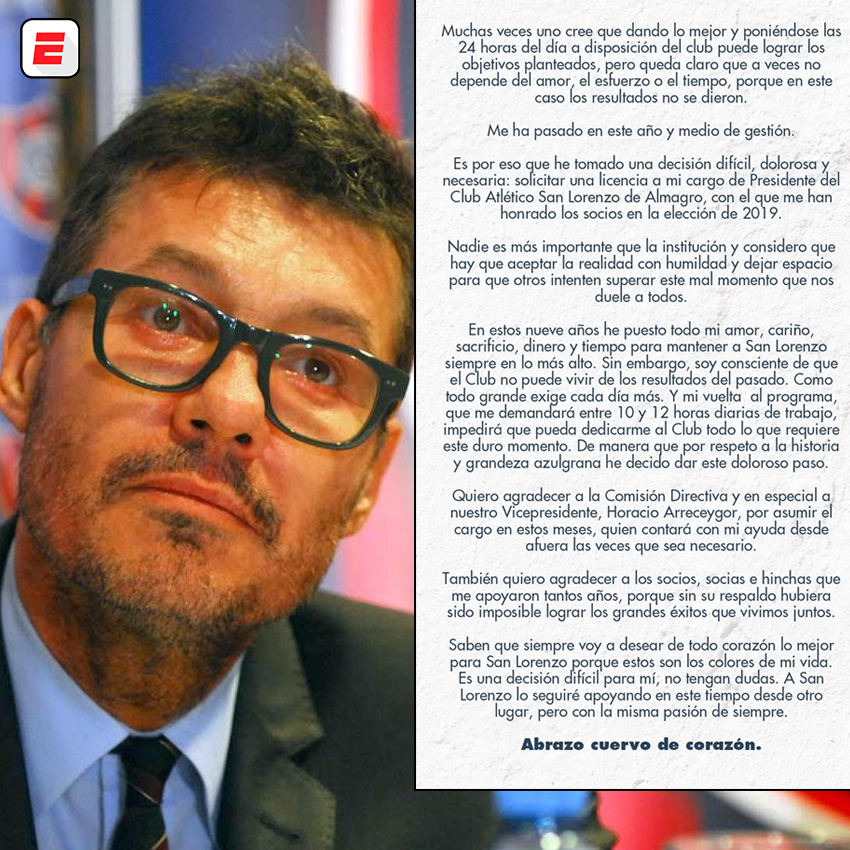 E
Muchas veces uno cree que dando lo mejor y poniéndose las
24 horas del día a disposición del club puede lograr los
objetivos planteados, pero queda claro que a veces no
depende del amor, el esfuerzo o el tiempo, porque en este
caso los resultados no se dieron.
Me ha pasado en este año y medio de gestión.
Es por eso que he tomado una decisión difícil, dolorosa y
necesaria: solicitar una licencia a mi cargo de Presidente del
Club Atlético San Lorenzo de Almagro, con el que me han
honrado los socios en la elección de 2019.
Nadie es más importante que la institución y considero que
hay que aceptar la realidad con humildad y dejar espacio
para que otros intenten superar este mal momento que nos
duele a todos.
En estos nueve años he puesto todo mi amor, cariño,
sacrificio, dinero y tiempo para mantener a San Lorenzo
siempre en lo más alto. Sin embargo, soy consciente de que
el Club no puede vivir de los resultados del pasado. Como
todo grande exige cada día más. Y mi vuelta al programa,
que me demandará entre 10 y 12 horas diarias de trabajo,
impedirá que pueda dedicarme al Club todo lo que requiere
este duro momento. De manera que por respeto a la historia
y grandeza azulgrana he decido dar este doloroso paso.
Quiero agradecer a la Comisión Directiva y en especial a
nuestro Vicepresidente, Horacio Arreceygor, por asumir el
cargo en estos meses, quien contará con mi ayuda desde
afuera las veces que sea necesario.
También quiero agradecer a los socios, socias e hinchas que
me apoyaron tantos años, porque sin su respaldo hubiera
sido imposible lograr los grandes éxitos que vivimos juntos.
Saben que siempre voy a desear de todo corazón lo mejor
para San Lorenzo porque estos son los colores de mi vida.
Es una decisión difícil para mí, no tengan dudas. A San
Lorenzo lo seguiré apoyando en este tiempo desde otro
lugar, pero con la misma pasión de siempre.
Abrazo cuervo de corazón.